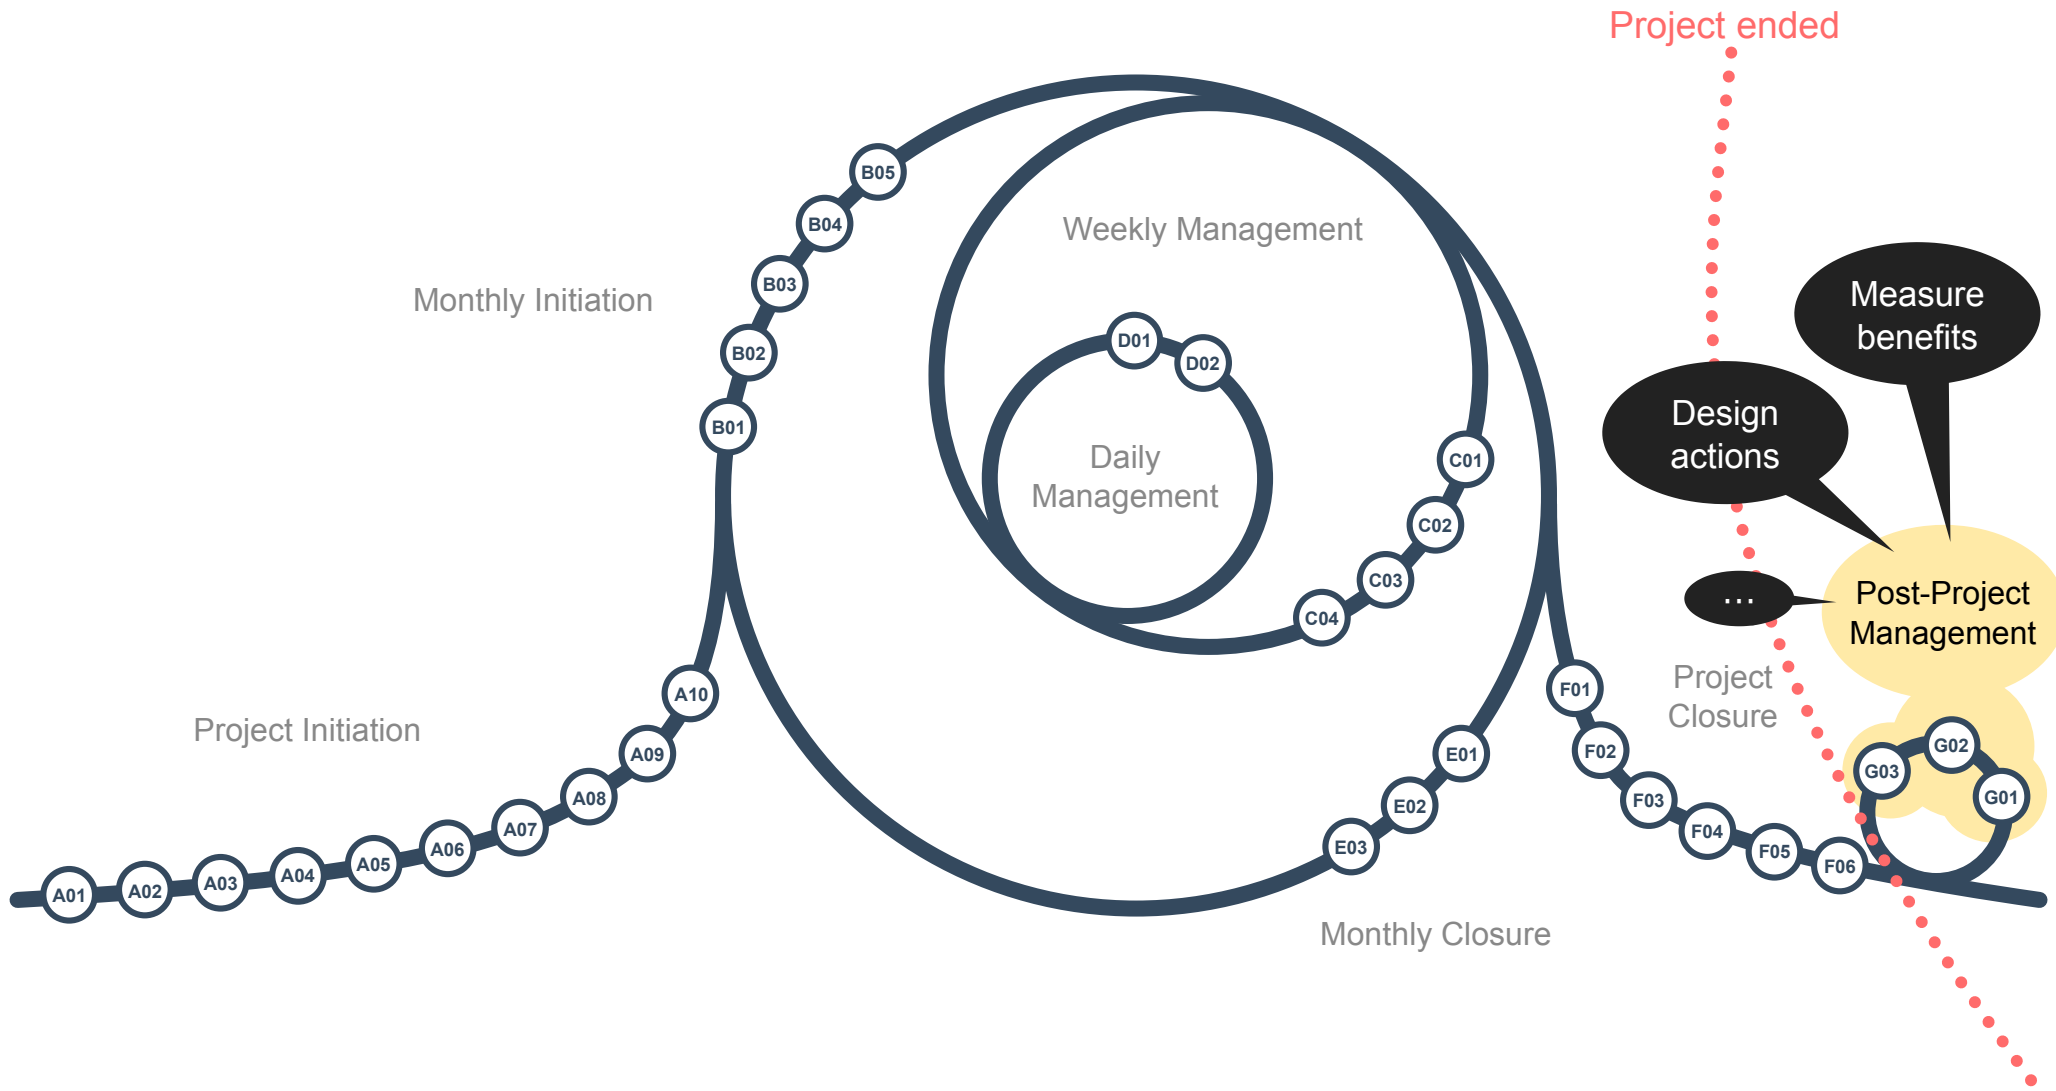 Project ended
B05
B04
B03
B02
B01
Monthly Initiation
Weekly Management
D01
D02
Daily
Management
C01
C02
C03
C04
Measure
benefits
Design
actions
...
Post-Project
Management
Project Initiation
A01
A02
A03
A04
A05
A06
A07
A08
A09
A10
E01
E02
E03
Monthly Closure
F01
F02
F03
F04
F05
F06
Project
Closure
G03
G02
G01